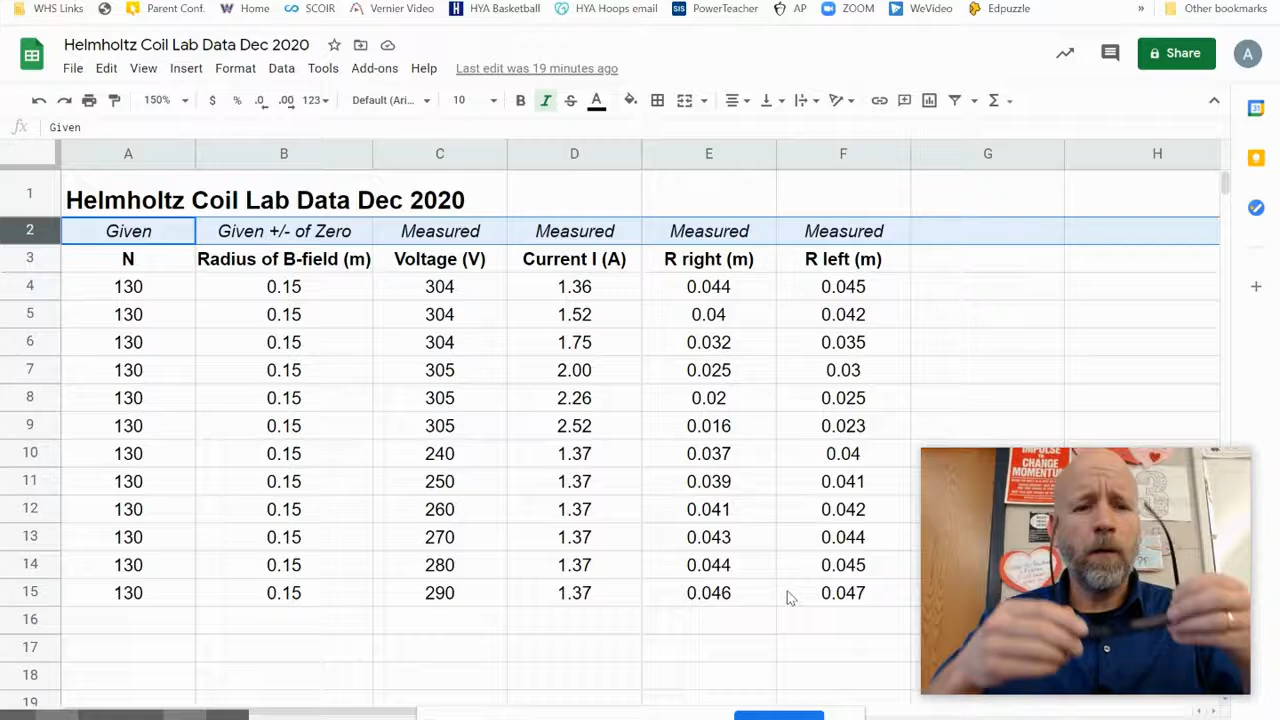 WHS Links Parent Conf. Home SCOIR Vernier Video HYA Basketball HYA Hoops email PowerTeacher AP ZOOM WeVideo Edpuzzle » Other bookmarks
Helmholtz Coil Lab Data Dec 2020
File Edit View Insert Format Data Tools Add-ons Help Last edit was 19 minutes ago
Share A
150% $ % .0 .00 123 Default (Ari... 10 B I S A Σ
fx Given
A B C D E F G H
1 Helmholtz Coil Lab Data Dec 2020
2 Given Given +/- of Zero Measured Measured Measured Measured
3 N Radius of B-field (m) Voltage (V) Current I (A) R right (m) R left (m)
4 130 0.15 304 1.36 0.044 0.045
5 130 0.15 304 1.52 0.04 0.042
6 130 0.15 304 1.75 0.032 0.035
7 130 0.15 305 2.00 0.025 0.03
8 130 0.15 305 2.26 0.02 0.025
9 130 0.15 305 2.52 0.016 0.023
10 130 0.15 240 1.37 0.037 0.04
11 130 0.15 250 1.37 0.039 0.041
12 130 0.15 260 1.37 0.041 0.042
13 130 0.15 270 1.37 0.043 0.044
14 130 0.15 280 1.37 0.044 0.045
15 130 0.15 290 1.37 0.046 0.047
16
17
18
19
IMPULSE
TO
CHANGE
MOMENTUM